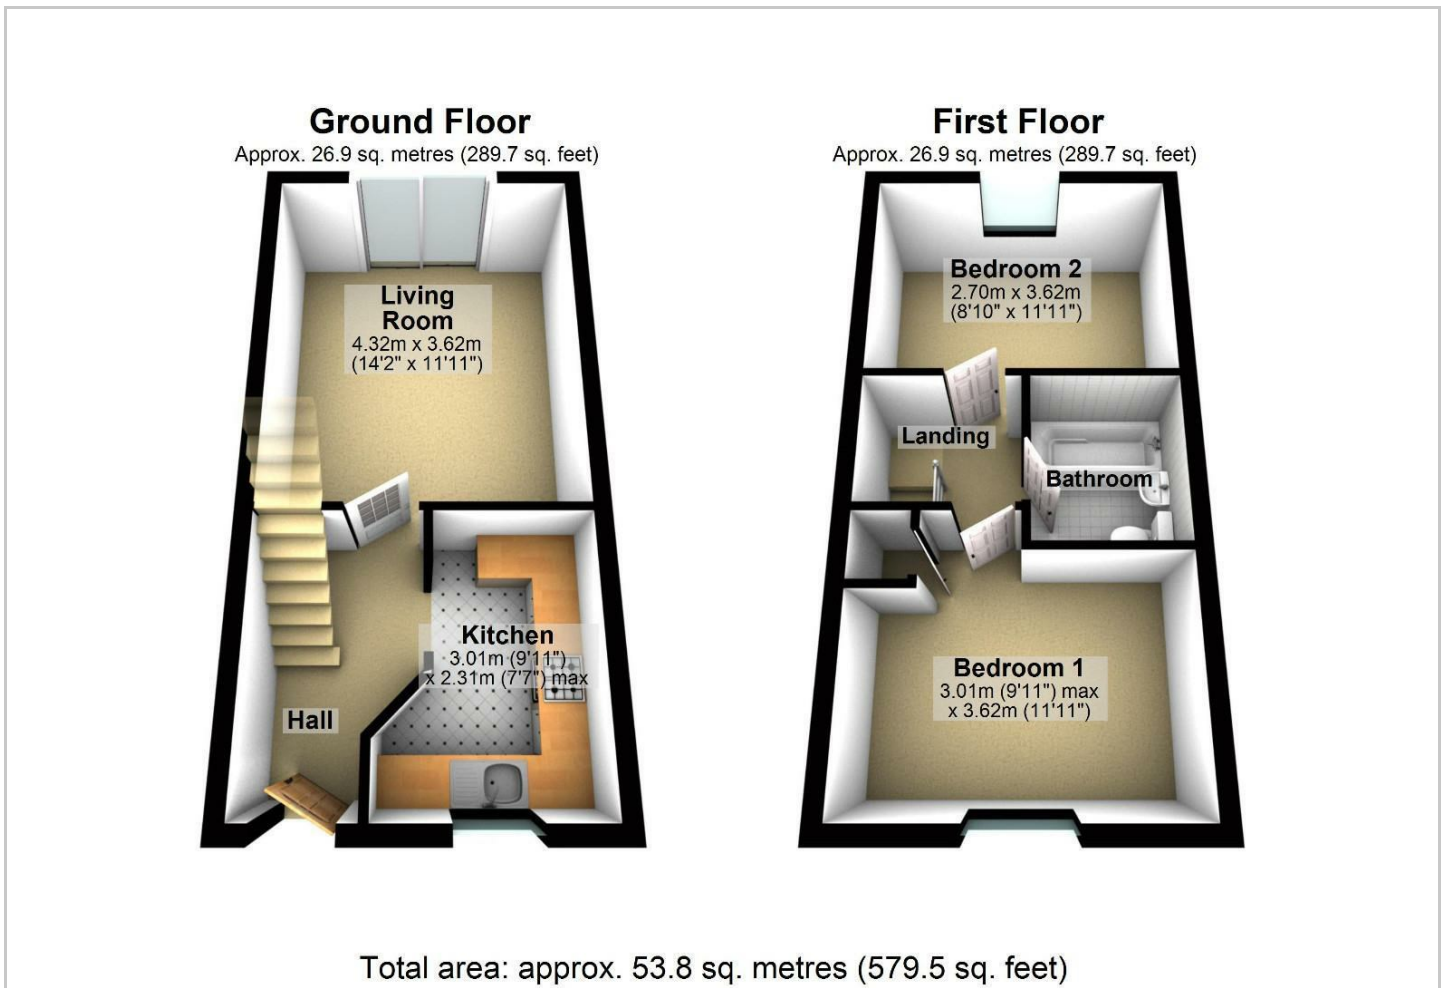 Ground Floor
Approx. 26.9 sq. metres (289.7 sq. feet)
Living
Room
4.32m x 3.62m
(14'2" x 11'11")
Kitchen
3.01m (9'11")
x 2.31m (7'7") max
Hall
First Floor
Approx. 26.9 sq. metres (289.7 sq. feet)
Bedroom 2
2.70m x 3.62m
(8'10" x 11'11")
Landing
Bathroom
Bedroom 1
3.01m (9'11") max
x 3.62m (11'11")
Total area: approx. 53.8 sq. metres (579.5 sq. feet)